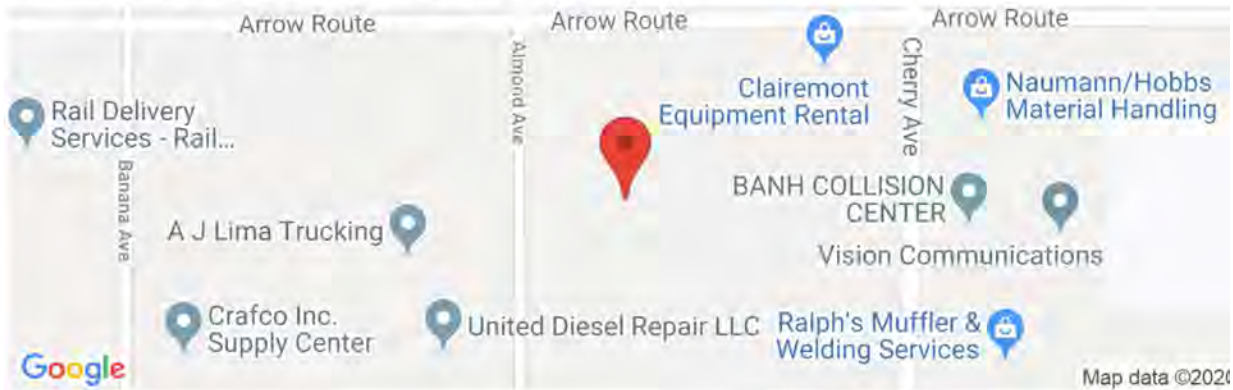 Arrow Route
Arrow Route
Arrow Route
Almond Ave
Cherry Ave
Clairemont
Equipment Rental
Naumann/Hobbs
Material Handling
Rail Delivery
Services - Rail...
Banana Ave
BANH COLLISION
CENTER
A J Lima Trucking
Vision Communications
Crafco Inc.
Supply Center
United Diesel Repair LLC
Ralph's Muffler &
Welding Services
Google
Map data ©2020